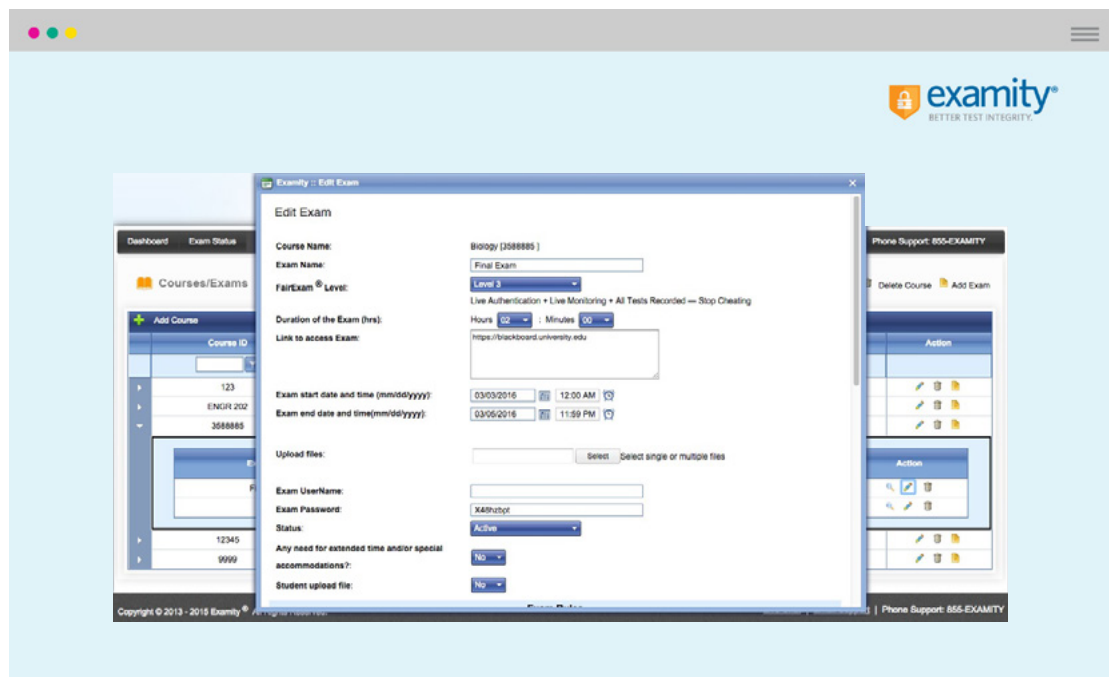 examity®
BETTER TEST INTEGRITY.
Examity :: Edit Exam
Edit Exam
Dashboard Exam Status
Phone Support: 855-EXAMITY
Courses/Exams
Delete Course Add Exam
Add Course
Course ID
Action
123
ENGR 202
3588885
Action
12345
9999
Course Name: Biology [3588885 ]
Exam Name: Final Exam
FairExam ® Level: Level 3
Live Authentication + Live Monitoring + All Tests Recorded — Stop Cheating
Duration of the Exam (hrs): Hours 02 : Minutes 00
Link to access Exam: https://blackboard.university.edu
Exam start date and time (mm/dd/yyyy): 03/03/2016 12:00 AM
Exam end date and time(mm/dd/yyyy): 03/05/2016 11:59 PM
Upload files: Select Select single or multiple files
Exam UserName:
Exam Password: X48hzbpt
Status: Active
Any need for extended time and/or special
accommodations?: No
Student upload file: No
Copyright © 2013 - 2015 Examity ®
| Phone Support: 855-EXAMITY